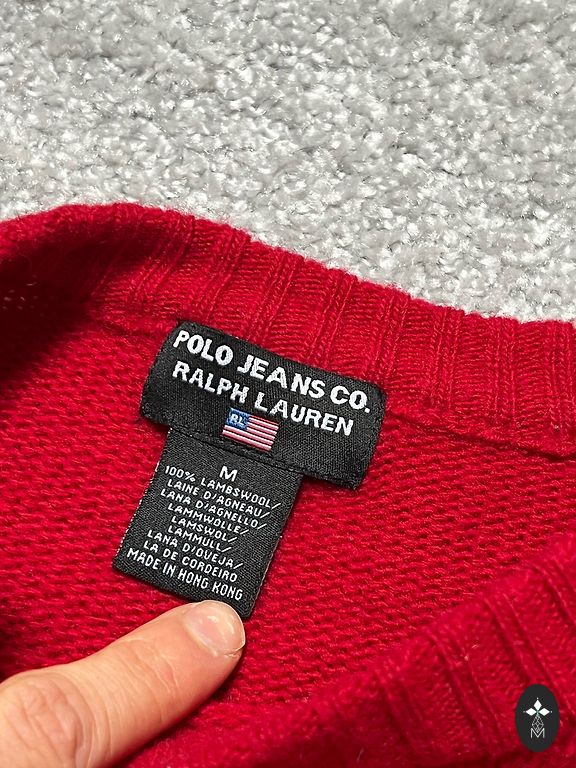 POLO JEANS CO.
RALPH LAUREN
RL
M
100% LAMBSWOOL/
LAINE D'AGNEAU/
LANA D'AGNELLO/
LAMMWOLLE/
LAMSWOL/
LAMMULL/
LANA D'OVEJA/
LA DE CORDEIRO
MADE IN HONG KONG
M